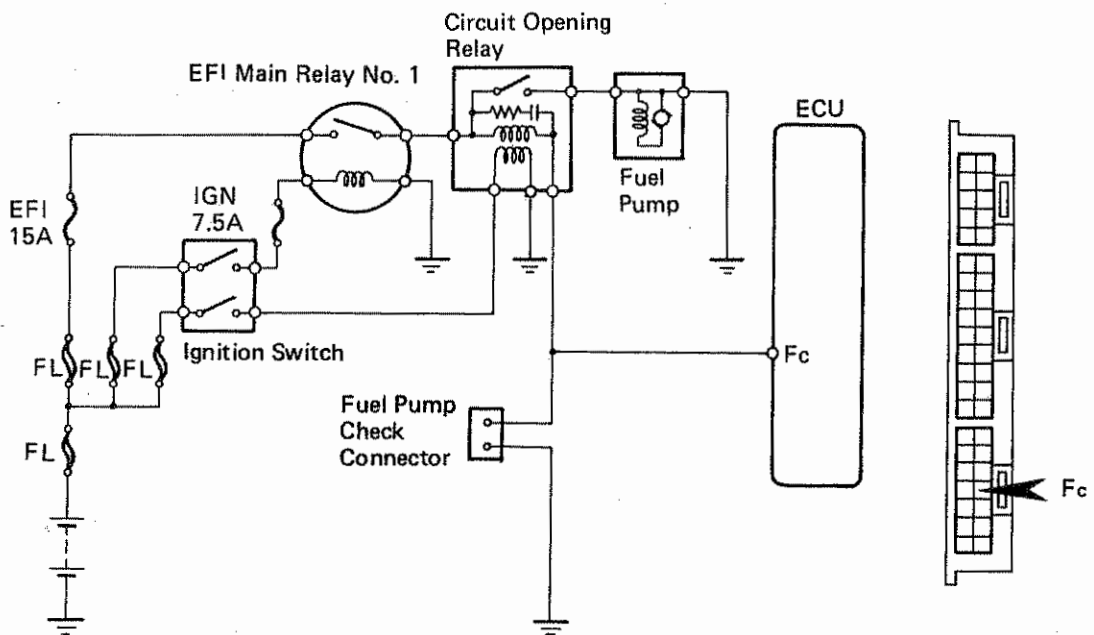 Circuit Opening
Relay
EFI Main Relay No. 1
ECU
Fuel
Pump
EFI
15A
IGN
7.5A
Ignition Switch
FL
FL
FL
FL
Fc
Fuel Pump
Check
Connector
Fc